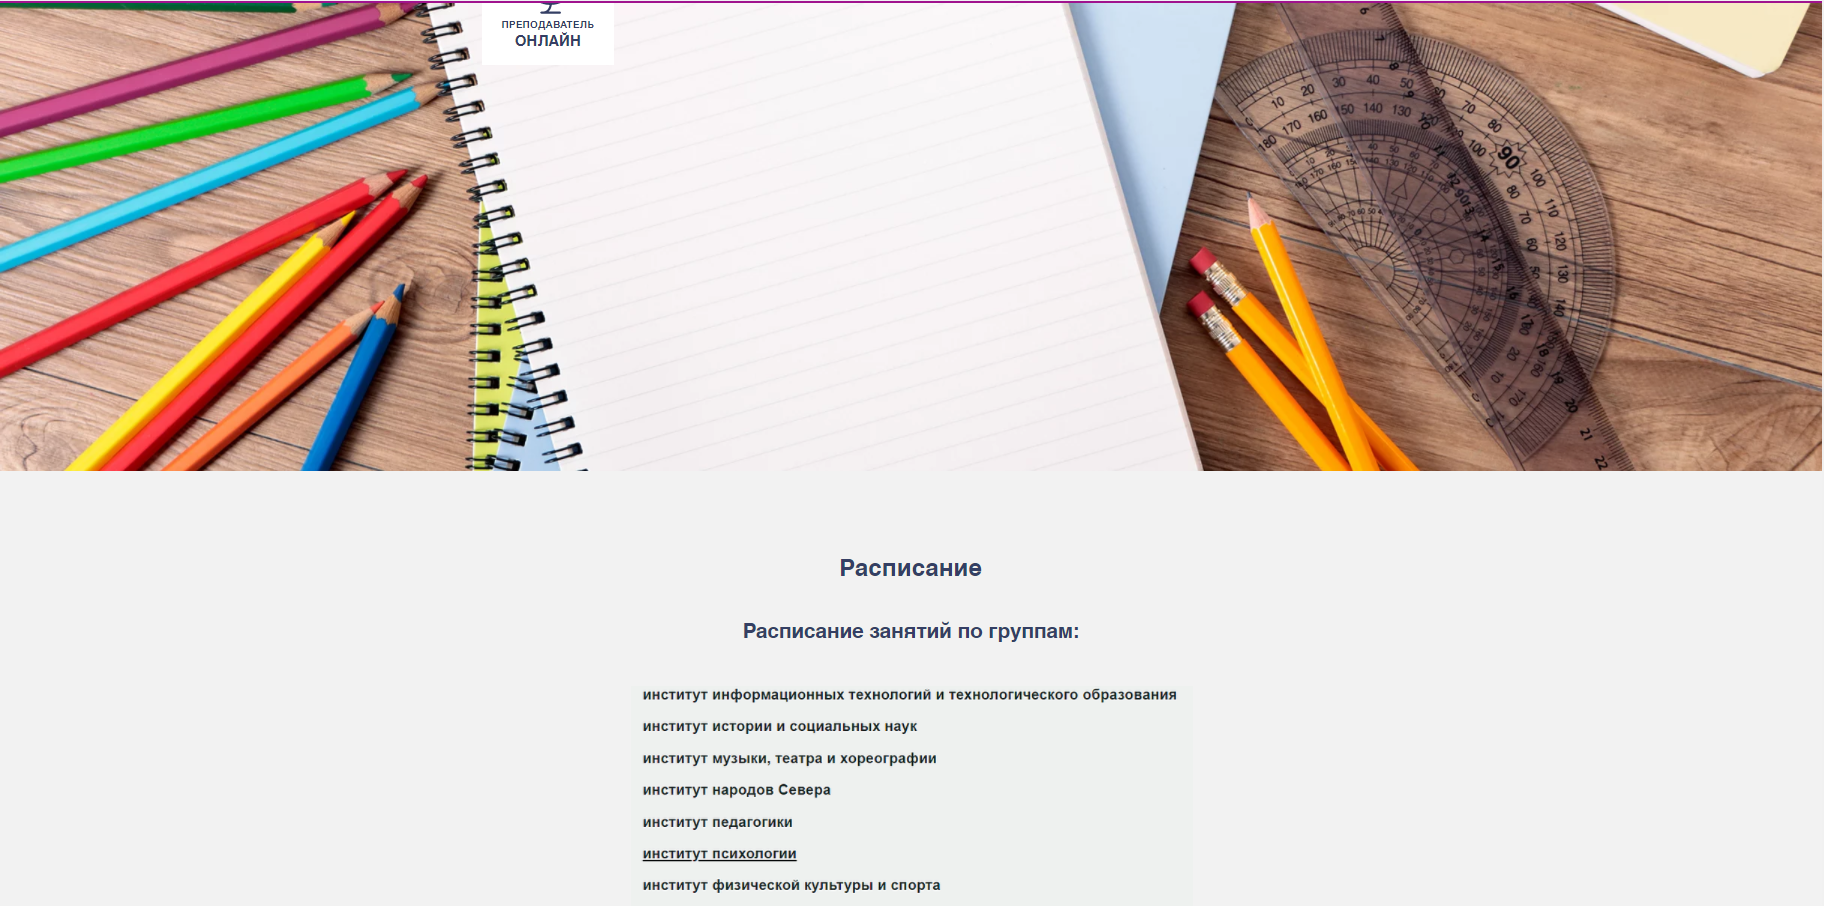 ПРЕПОДАВАТЕЛЬ
ОНЛАЙН
Расписание
Расписание занятий по группам:
институт информационных технологий и технологического образования
институт истории и социальных наук
институт музыки, театра и хореографии
институт народов Севера
институт педагогики
институт психологии
институт физической культуры и спорта